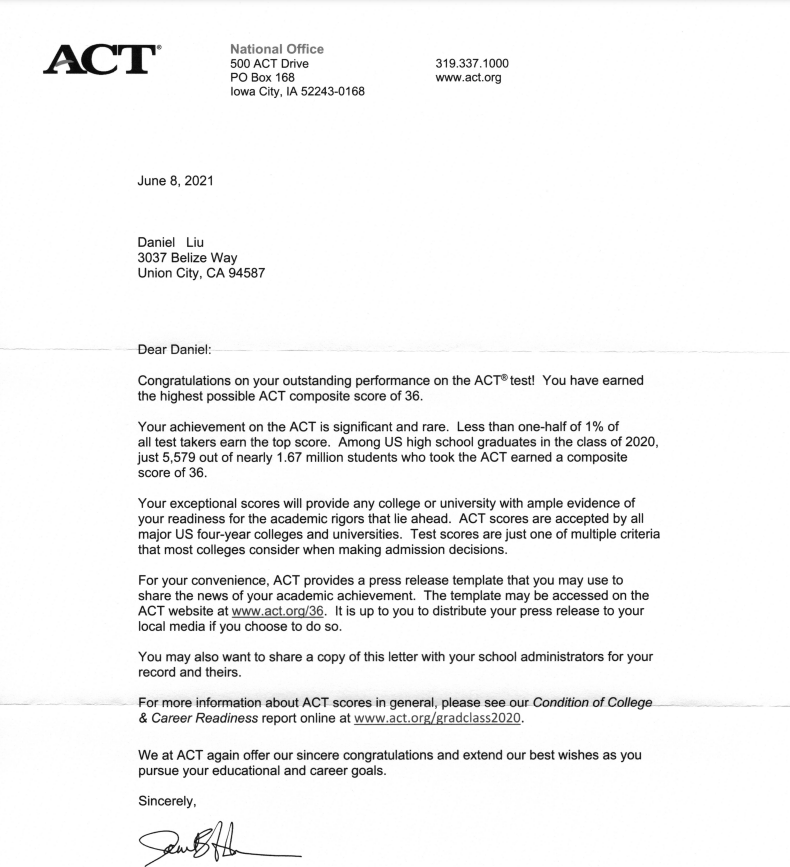 ACT®
National Office
500 ACT Drive
PO Box 168
Iowa City, IA 52243-0168
319.337.1000
www.act.org
June 8, 2021
Daniel Liu
3037 Belize Way
Union City, CA 94587
Dear Daniel:
Congratulations on your outstanding performance on the ACT® test! You have earned
the highest possible ACT composite score of 36.
Your achievement on the ACT is significant and rare. Less than one-half of 1% of
all test takers earn the top score. Among US high school graduates in the class of 2020,
just 5,579 out of nearly 1.67 million students who took the ACT earned a composite
score of 36.
Your exceptional scores will provide any college or university with ample evidence of
your readiness for the academic rigors that lie ahead. ACT scores are accepted by all
major US four-year colleges and universities. Test scores are just one of multiple criteria
that most colleges consider when making admission decisions.
For your convenience, ACT provides a press release template that you may use to
share the news of your academic achievement. The template may be accessed on the
ACT website at www.act.org/36. It is up to you to distribute your press release to your
local media if you choose to do so.
You may also want to share a copy of this letter with your school administrators for your
record and theirs.
For more information about ACT scores in general, please see our Condition of College
& Career Readiness report online at www.act.org/gradclass2020.
We at ACT again offer our sincere congratulations and extend our best wishes as you
pursue your educational and career goals.
Sincerely,